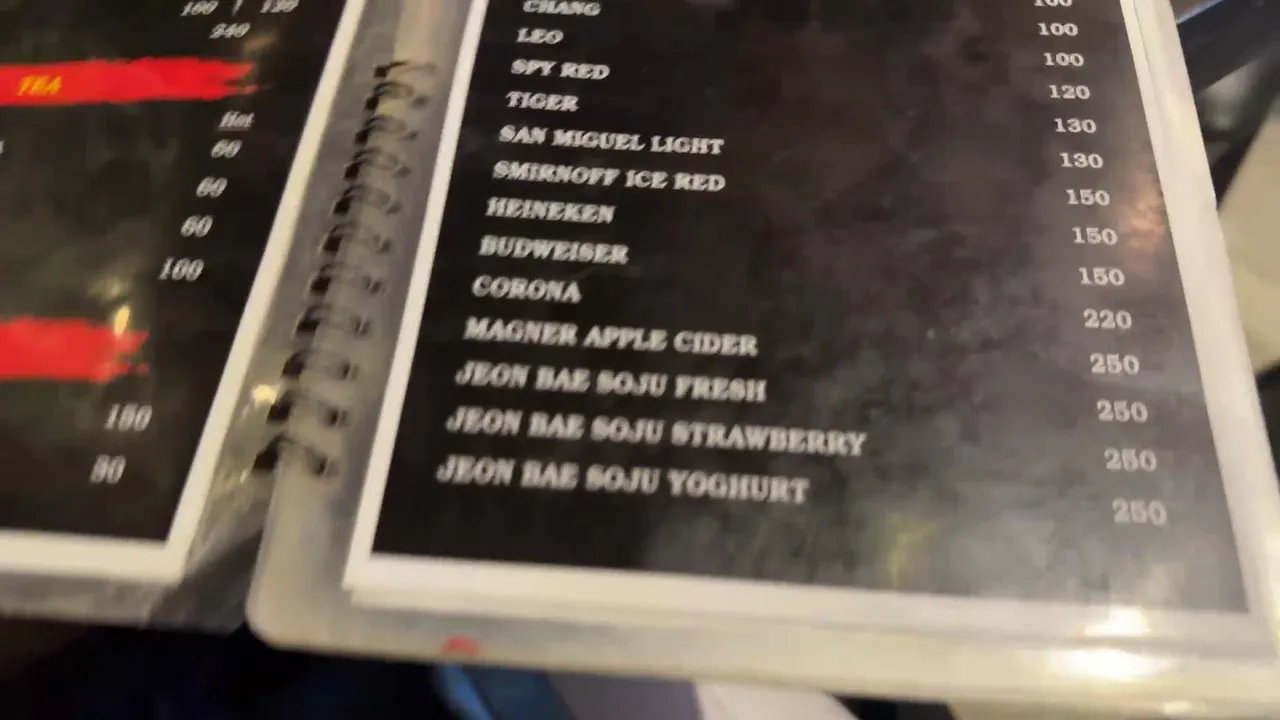 160 | 130
240
TEA
Hot
60
60
60
100
150
100
CHANG 100
LEO 100
SPY RED 120
TIGER 130
SAN MIGUEL LIGHT 130
SMIRNOFF ICE RED 150
HEINEKEN 150
BUDWEISER 150
CORONA 220
MAGNER APPLE CIDER 250
JEON BAE SOJU FRESH 250
JEON BAE SOJU STRAWBERRY 250
JEON BAE SOJU YOGHURT 250